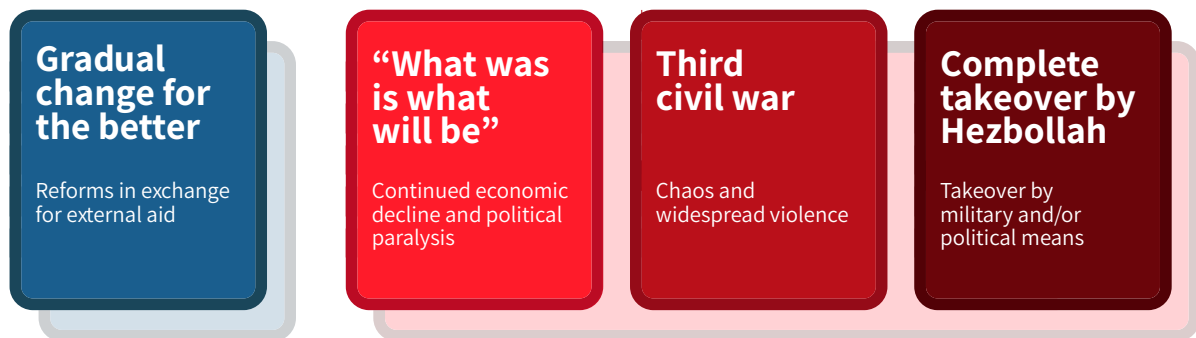 Gradual
change for
the better
Reforms in exchange
for external aid
“What was
is what
will be”
Continued economic
decline and political
paralysis
Third
civil war
Chaos and
widespread violence
Complete
takeover by
Hezbollah
Takeover by
military and/or
political means